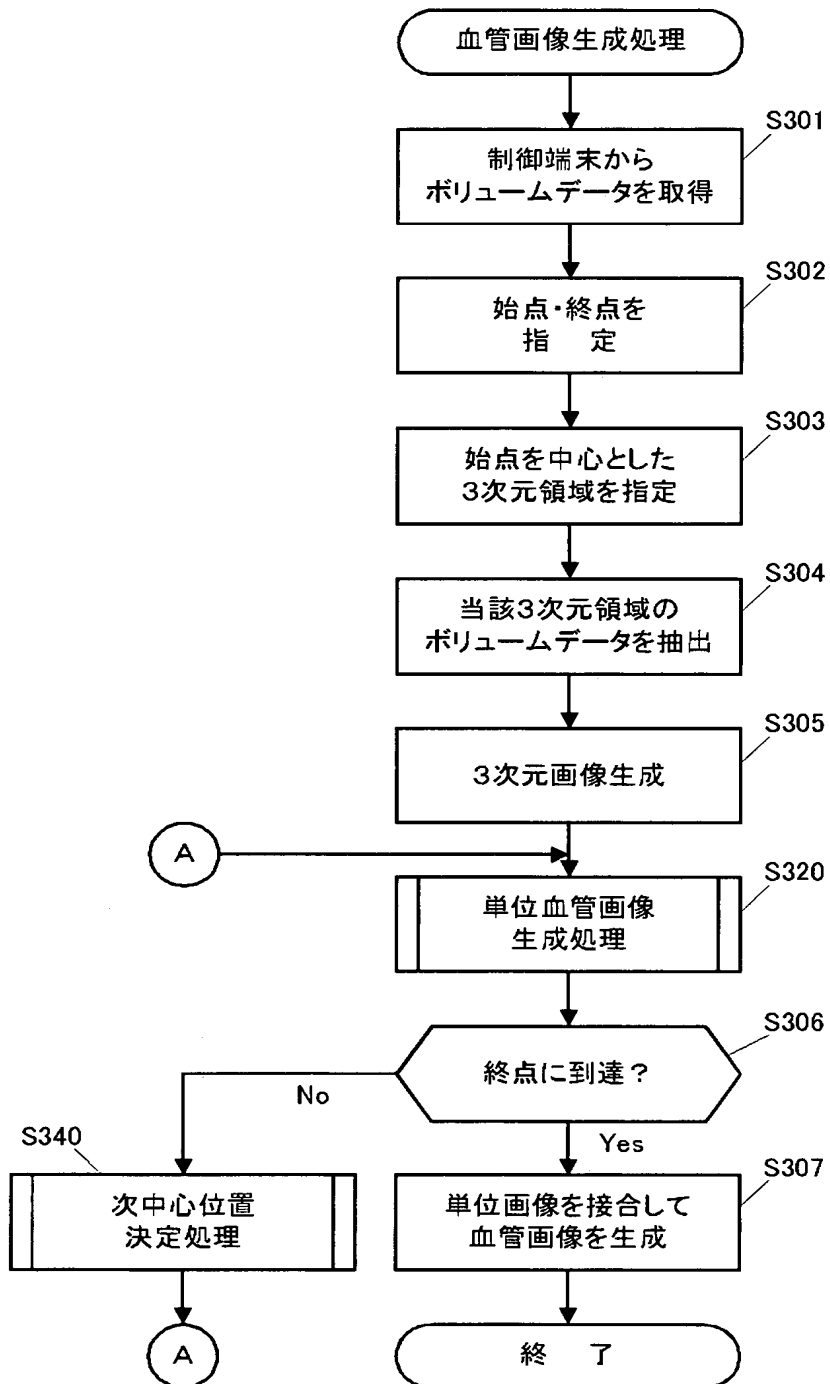 血管画像生成処理
S301
制御端末から
ボリュームデータを取得
S302
始点・終点を
指 定
S303
始点を中心とした
3次元領域を指定
S304
当該3次元領域の
ボリュームデータを抽出
S305
3次元画像生成
A
S320
単位血管画像
生成処理
S306
終点に到達?
No
Yes
S340
次中心位置
決定処理
S307
単位画像を接合して
血管画像を生成
A
終 了